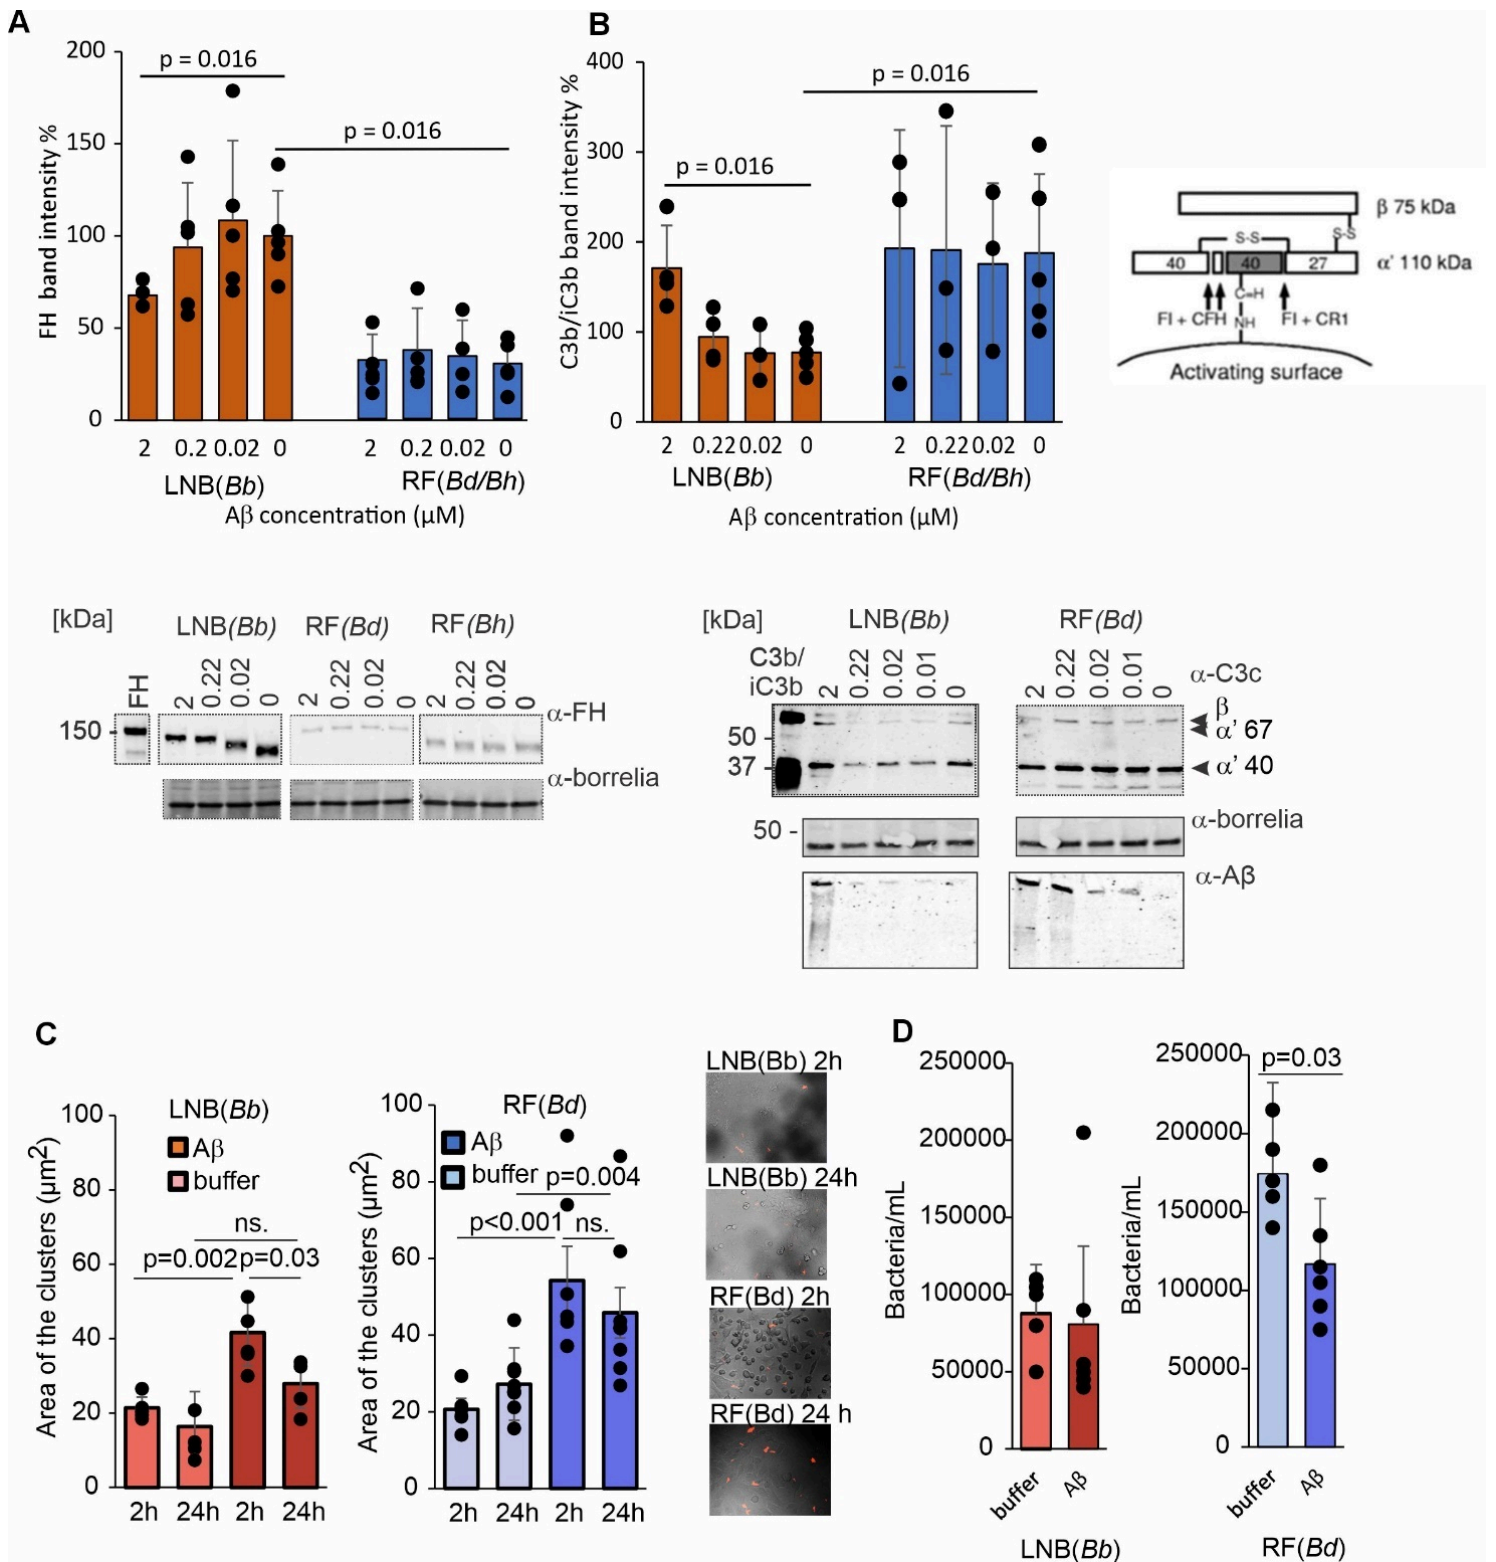 A
200
150
100
50
0
FH band intensity %
p = 0.016
p = 0.016
2 0.2 0.02 0
2 0.2 0.02 0
LNB(Bb)
RF(Bd/Bh)
Aβ concentration (µM)
B
400
300
200
100
0
C3b/iC3b band intensity %
p = 0.016
p = 0.016
2 0.22 0.02 0
2 0.22 0.02 0
LNB(Bb)
RF(Bd/Bh)
Aβ concentration (µM)
β 75 kDa
S-S
S-S
40
40
27
α' 110 kDa
C=H
FI + CFH
NH
FI + CR1
Activating surface
[kDa]
LNB(Bb)
RF(Bd)
RF(Bh)
FH
2 0.22 0.02 0
2 0.22 0.02 0
2 0.22 0.02 0
α-FH
150 -
α-borrelia
[kDa]
LNB(Bb)
RF(Bd)
C3b/
iC3b
2 0.22 0.02 0.01 0
2 0.22 0.02 0.01 0
α-C3c
β
α' 67
50 -
37 -
α' 40
50 -
α-borrelia
α-Aβ
C
LNB(Bb)
Aβ
buffer
100
80
60
40
20
0
Area of the clusters (µm2)
ns.
p=0.002
p=0.03
2h 24h 2h 24h
RF(Bd)
Aβ
buffer
100
80
60
40
20
0
Area of the clusters (µm2)
p=0.004
p<0.001
ns.
2h 24h 2h 24h
LNB(Bb) 2h
LNB(Bb) 24h
RF(Bd) 2h
RF(Bd) 24 h
D
250000
200000
150000
100000
50000
0
Bacteria/mL
buffer
Aβ
LNB(Bb)
250000
200000
150000
100000
50000
0
Bacteria/mL
p=0.03
buffer
Aβ
RF(Bd)